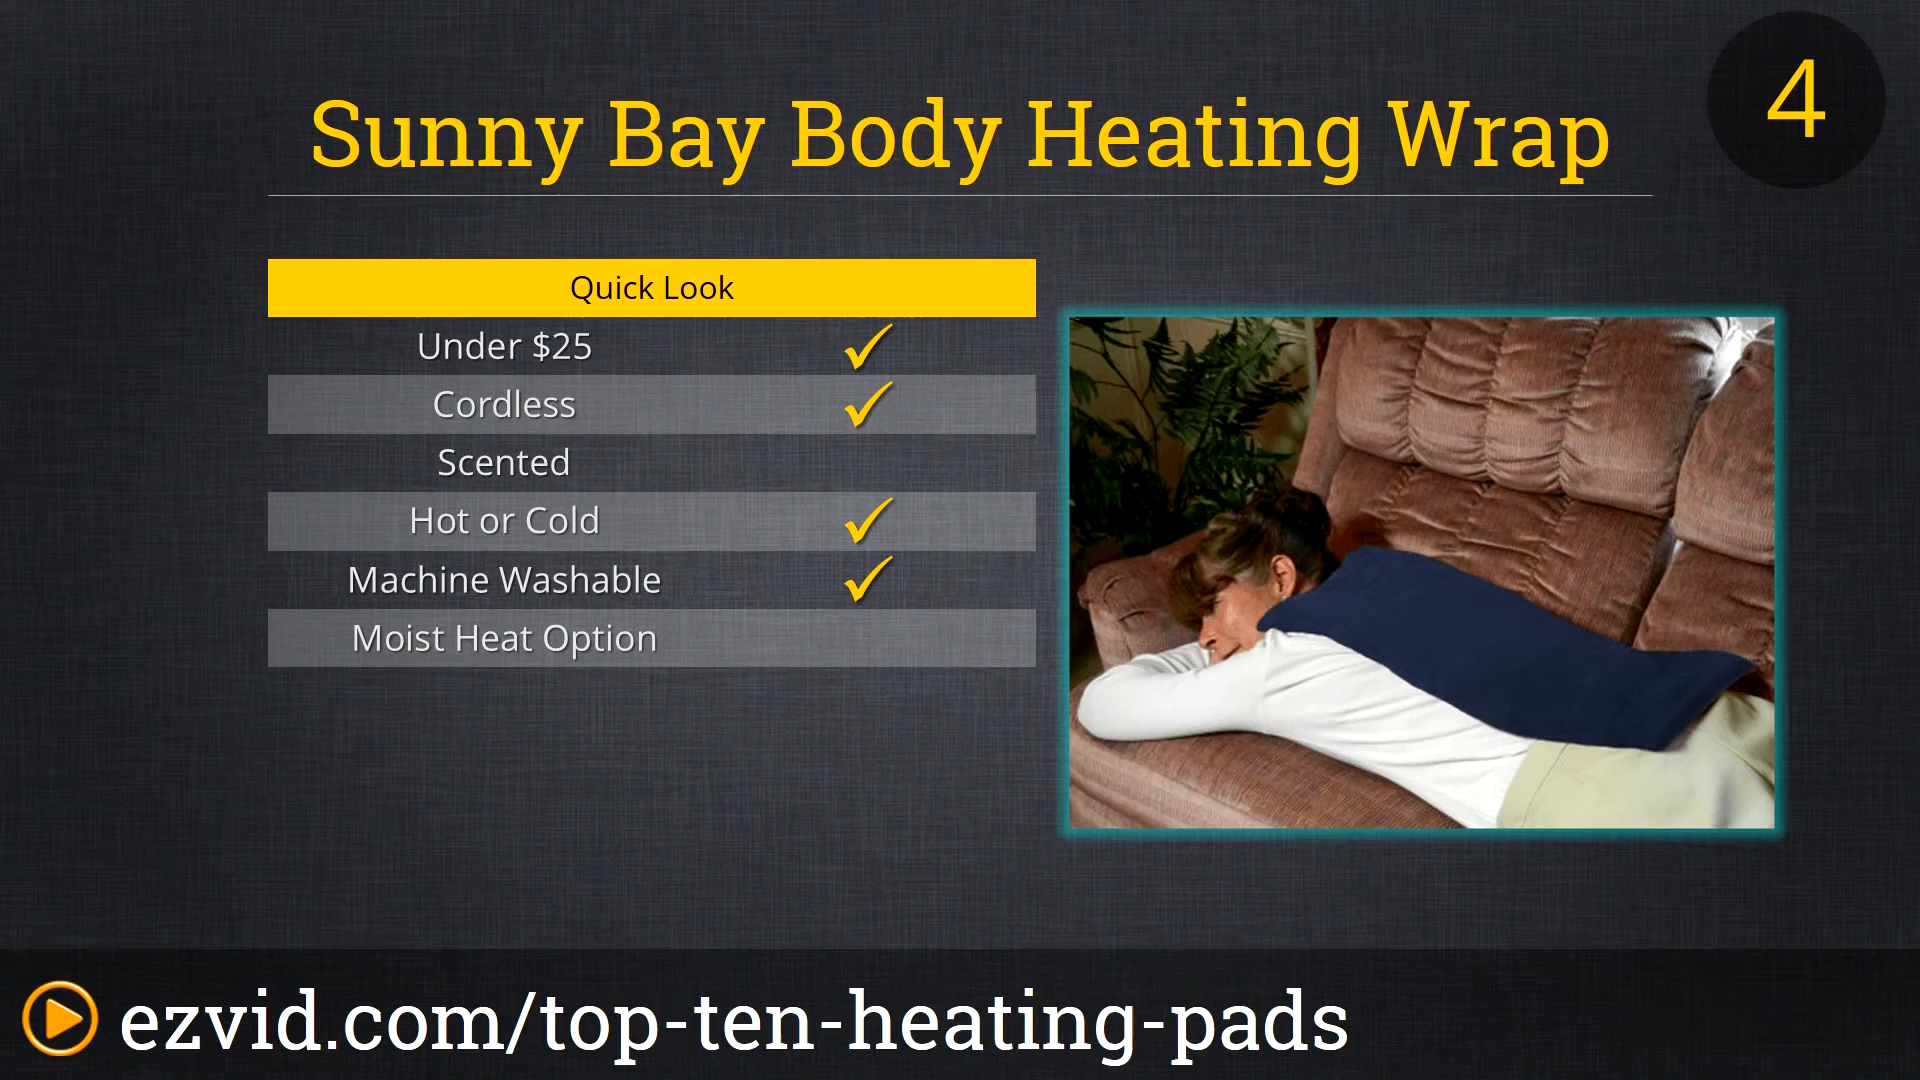 Sunny Bay Body Heating Wrap
4
Quick Look
Under $25
Cordless
Scented
Hot or Cold
Machine Washable
Moist Heat Option
ezvid.com/top-ten-heating-pads